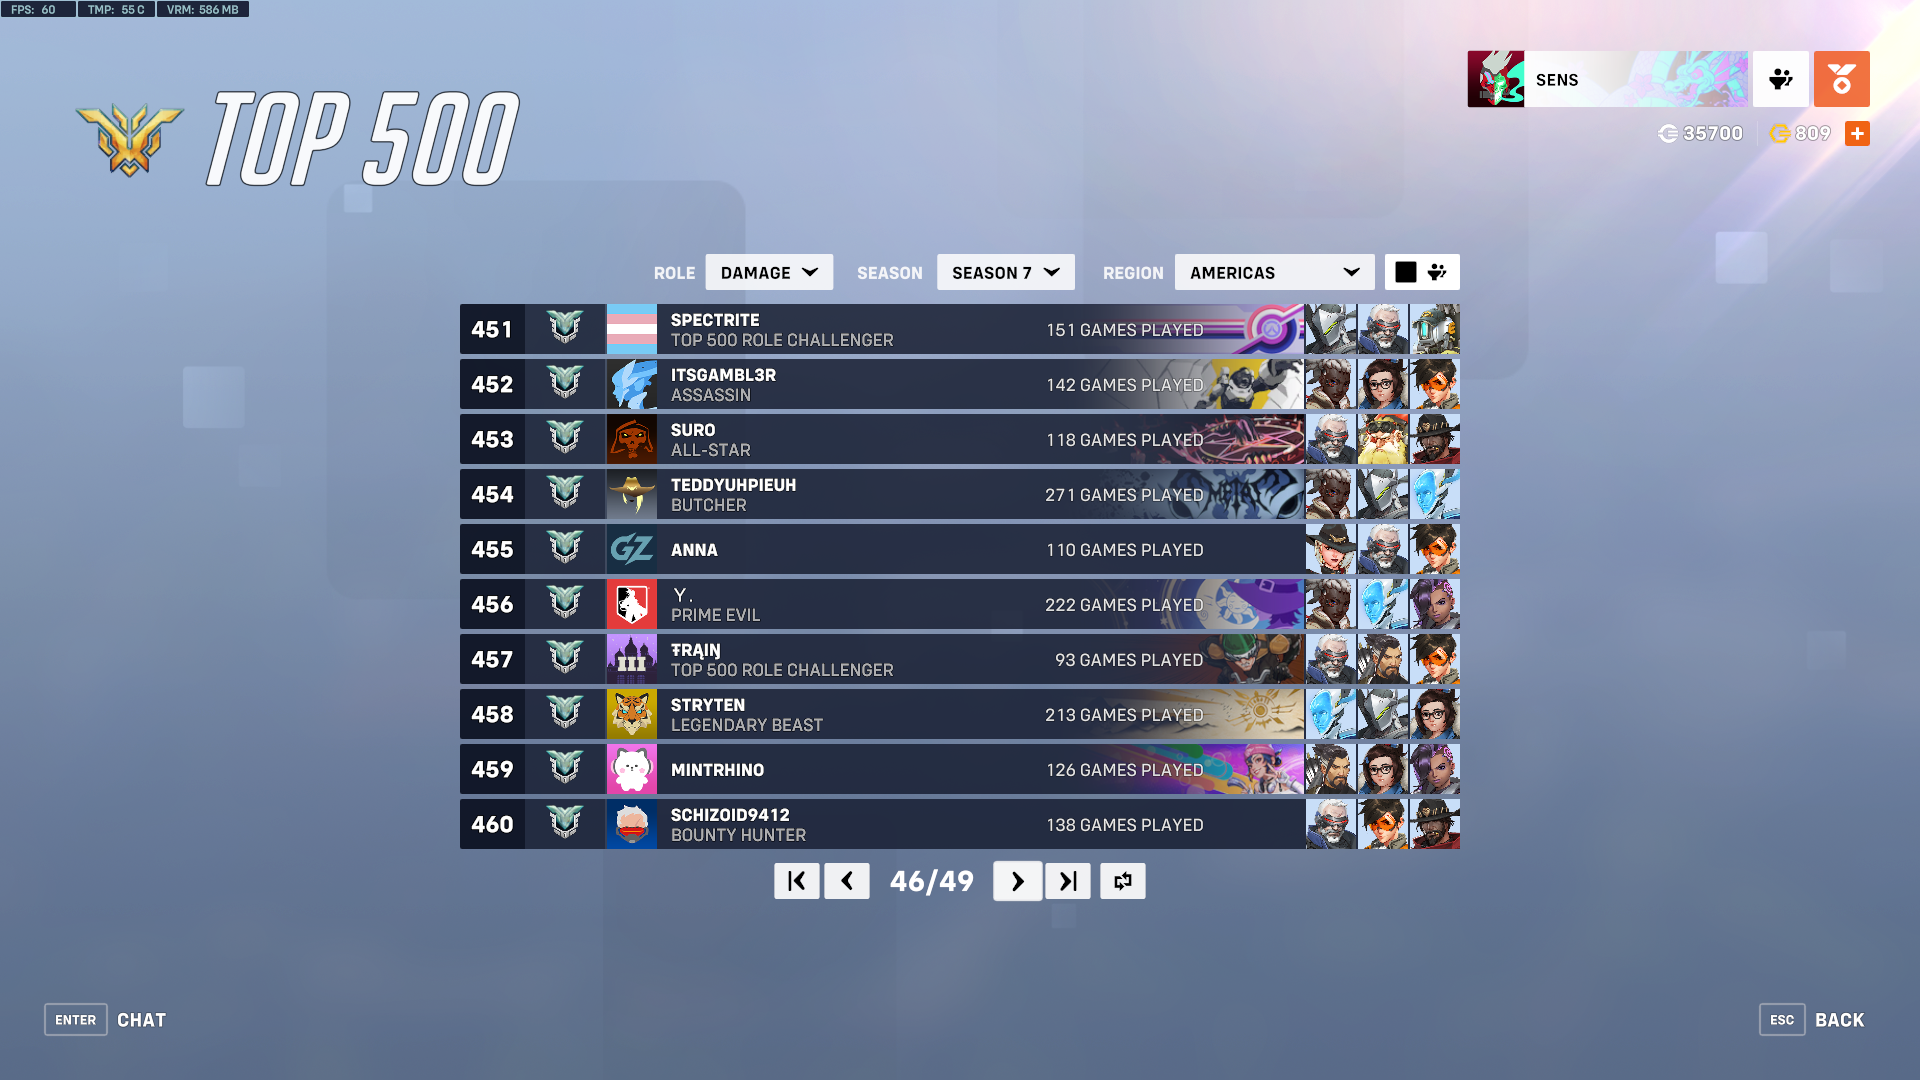 FPS: 60 TMP: 55 C VRM: 586 MB
TOP 500
SENS
35700 809
ROLE DAMAGE SEASON SEASON 7 REGION AMERICAS
451 SPECTRITE 151 GAMES PLAYED
TOP 500 ROLE CHALLENGER
452 ITSGAMBL3R 142 GAMES PLAYED
ASSASSIN
453 SURO 118 GAMES PLAYED
ALL-STAR
454 TEDDYUHPIEUH 271 GAMES PLAYED
BUTCHER
455 GZ ANNA 110 GAMES PLAYED
456 Y. 222 GAMES PLAYED
PRIME EVIL
457 III ŦRĄIŊ 93 GAMES PLAYED
TOP 500 ROLE CHALLENGER
458 STRYTEN 213 GAMES PLAYED
LEGENDARY BEAST
459 MINTRHINO 126 GAMES PLAYED
460 SCHIZOID9412 138 GAMES PLAYED
BOUNTY HUNTER
46/49
ENTER CHAT
ESC BACK